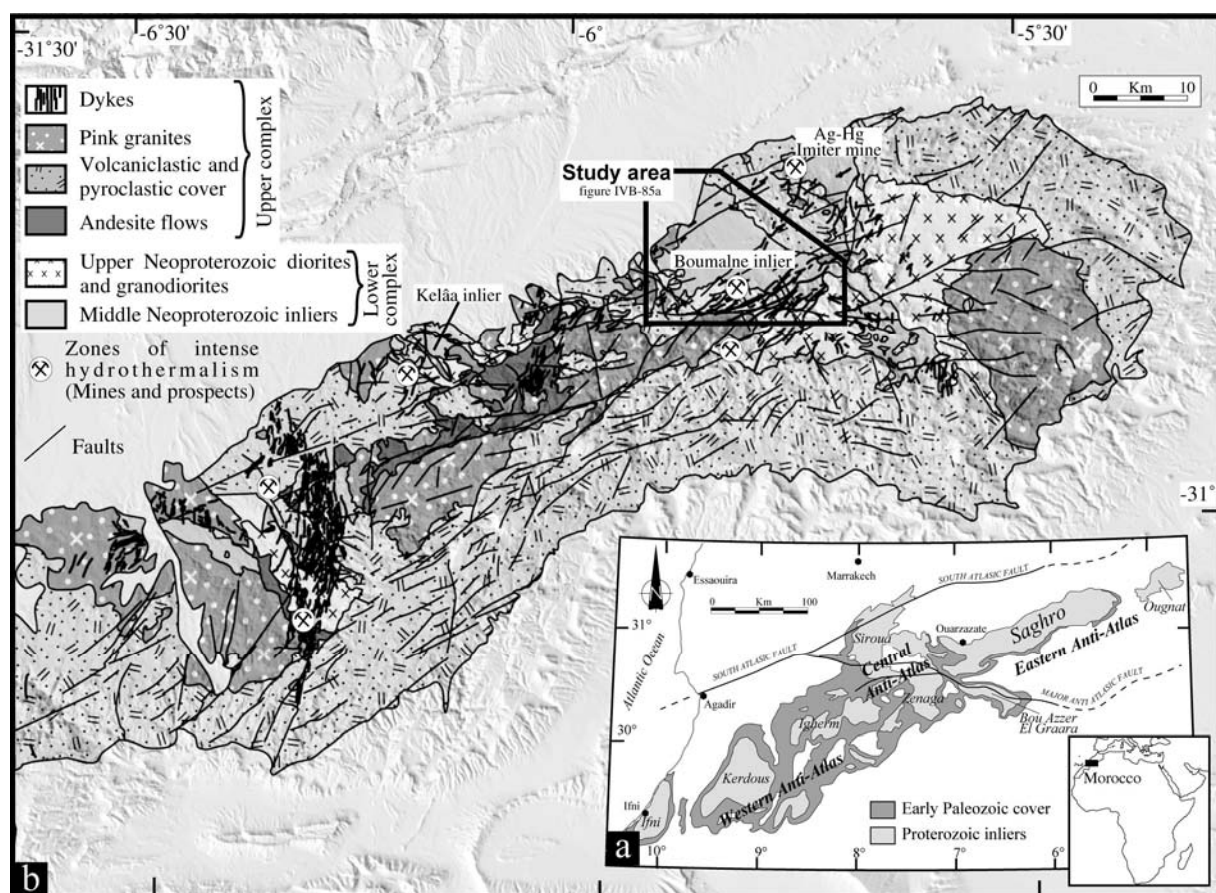 -6°30'
-6°
-5°30'
-31°30'
Dykes
Pink granites
Volcaniclastic and
pyroclastic cover
Andesite flows
Upper complex
Upper Neoproterozoic diorites
and granodiorites
Middle Neoproterozoic inliers
Lower
complex
Zones of intense
hydrothermalism
(Mines and prospects)
Faults
0 Km 10
Ag-Hg
Imiter mine
Study area
figure IVB-85a
Boumalne inlier
Kelâa inlier
-31°
b
Essaouira
Marrakech
SOUTH ATLASIC FAULT
0 Km 100
N
31°
Atlantic Ocean
Siroua
Ouarzazate
Saghro
Ougnat
Central
Anti-Atlas
Eastern Anti-Atlas
SOUTH ATLASIC FAULT
Agadir
Zenaga
MAJOR ANTI ATLASIC FAULT
Bou Azzer
El Graara
Igherm
30°
Kerdous
Western Anti-Atlas
Ifni
Ifni
Early Paleozoic cover
Proterozoic inliers
Morocco
a
10°
9°
8°
7°
6°